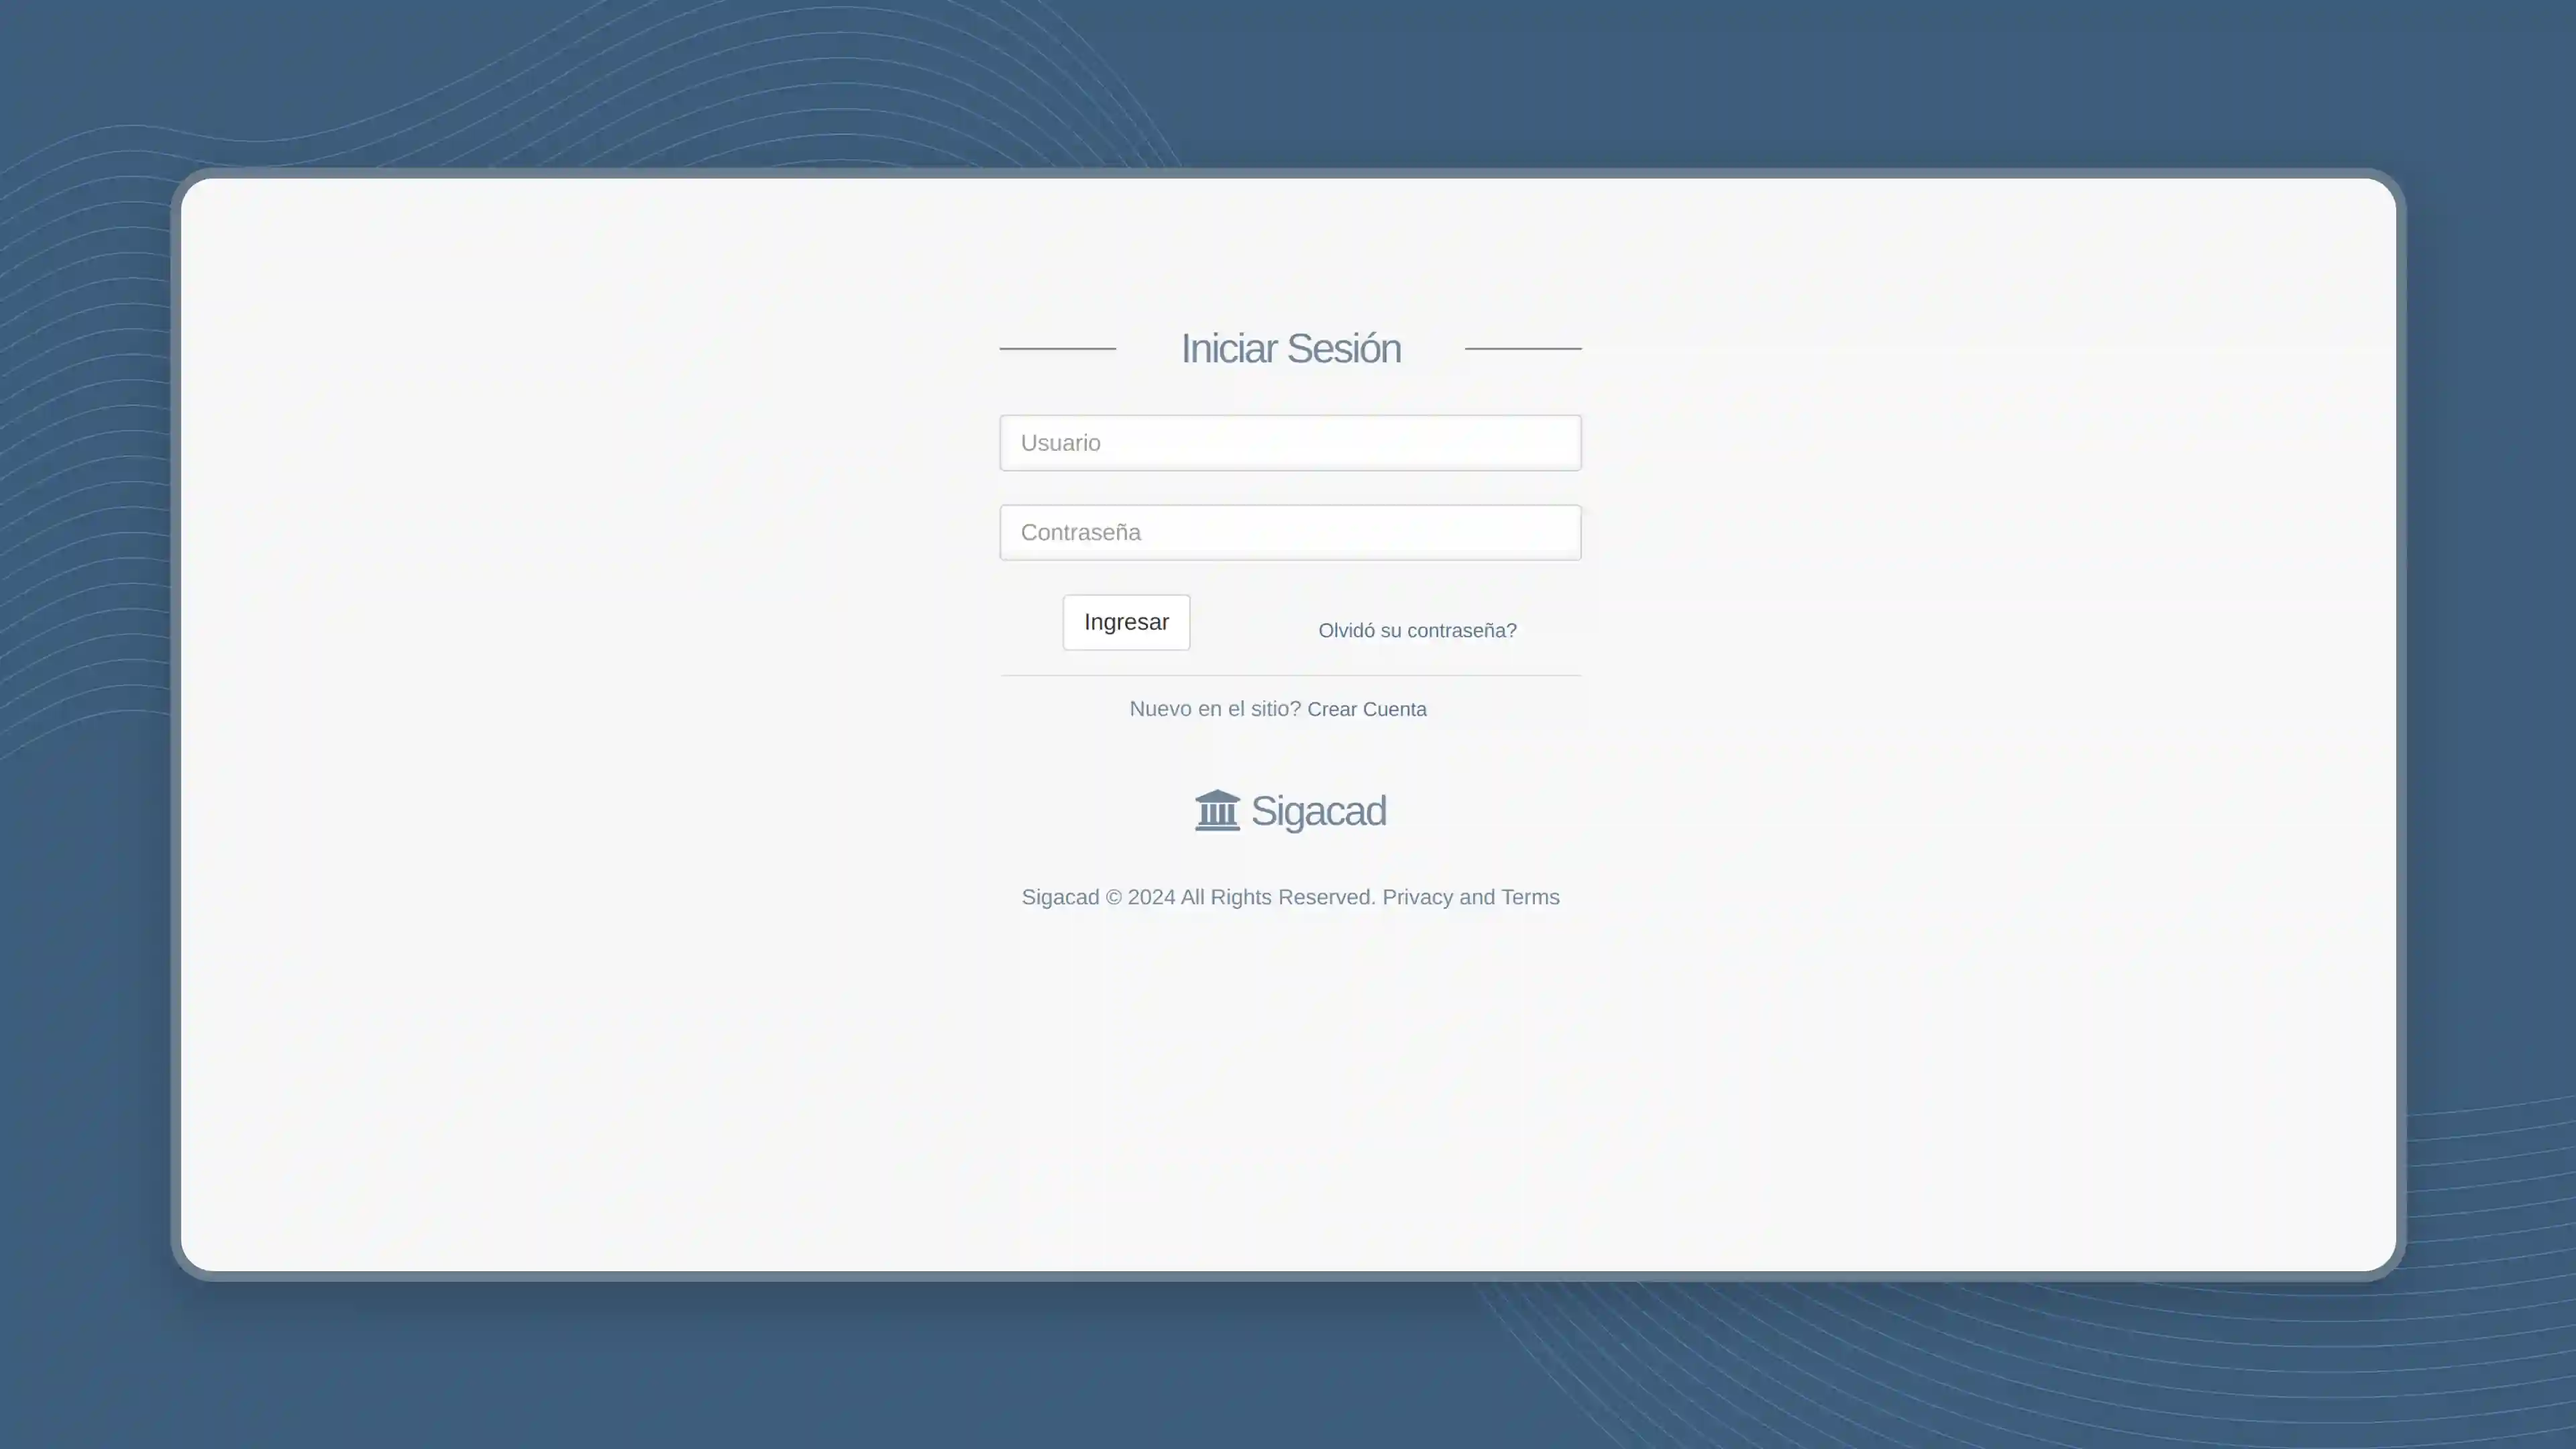 Iniciar Sesión
Usuario
Contraseña
Ingresar
Olvidó su contraseña?
Nuevo en el sitio? Crear Cuenta
Sigacad
Sigacad © 2024 All Rights Reserved. Privacy and Terms